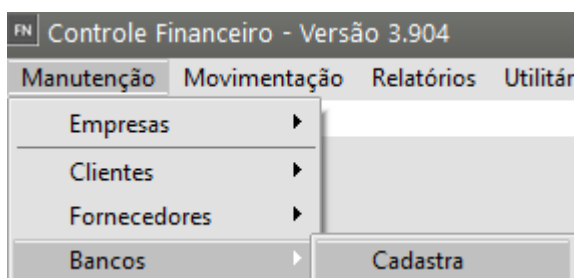 FN Controle Financeiro - Versão 3.904
Manutenção Movimentação Relatórios
Empresas
Clientes
Fornecedores
Bancos Cadastra